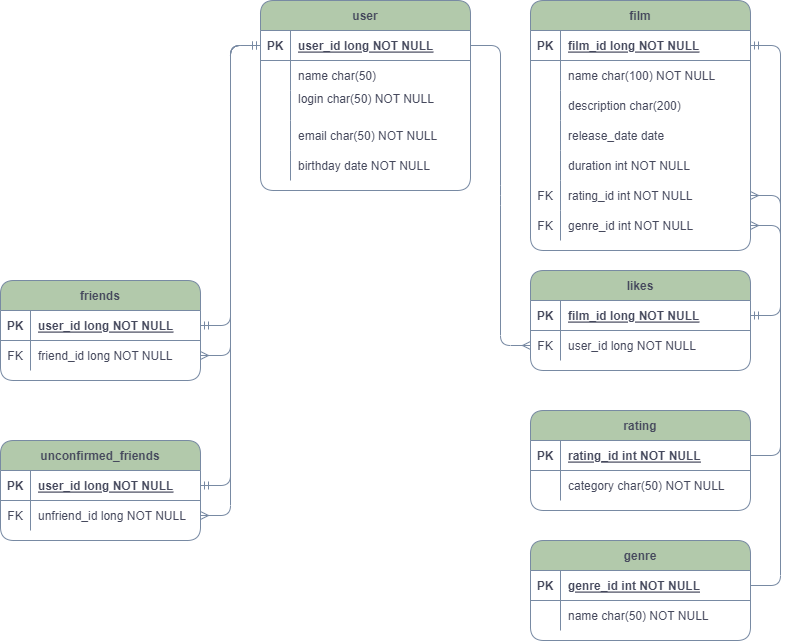 user
PK user_id long NOT NULL
name char(50)
login char(50) NOT NULL
email char(50) NOT NULL
birthday date NOT NULL
film
PK film_id long NOT NULL
name char(100) NOT NULL
description char(200)
release_date date
duration int NOT NULL
FK rating_id int NOT NULL
FK genre_id int NOT NULL
friends
PK user_id long NOT NULL
FK friend_id long NOT NULL
likes
PK film_id long NOT NULL
FK user_id long NOT NULL
unconfirmed_friends
PK user_id long NOT NULL
FK unfriend_id long NOT NULL
rating
PK rating_id int NOT NULL
category char(50) NOT NULL
genre
PK genre_id int NOT NULL
name char(50) NOT NULL